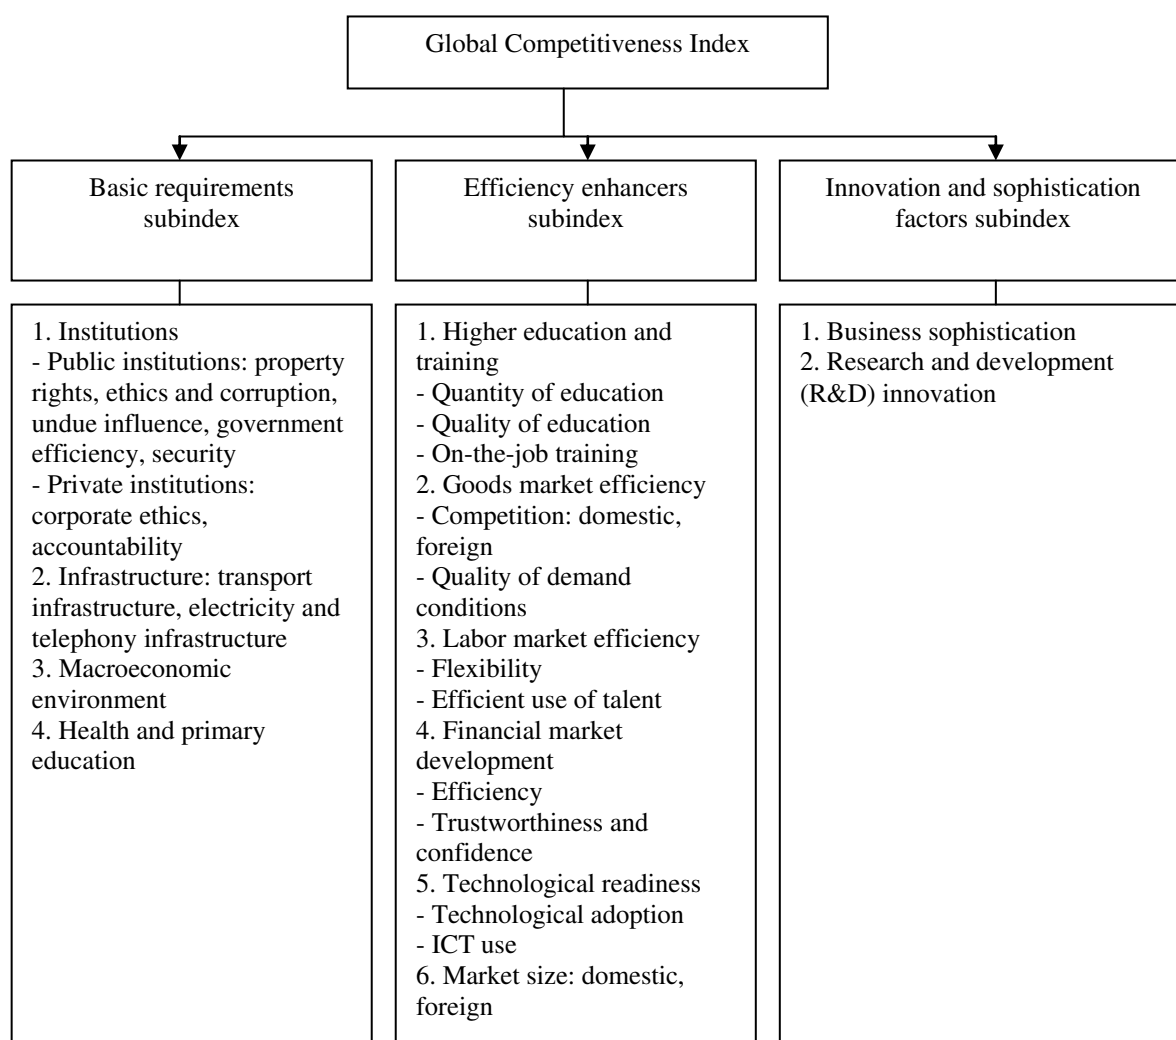 Global Competitiveness Index
Basic requirements
subindex
Efficiency enhancers
subindex
Innovation and sophistication
factors subindex
1. Institutions
- Public institutions: property
rights, ethics and corruption,
undue influence, government
efficiency, security
- Private institutions:
corporate ethics,
accountability
2. Infrastructure: transport
infrastructure, electricity and
telephony infrastructure
3. Macroeconomic
environment
4. Health and primary
education
1. Higher education and
training
- Quantity of education
- Quality of education
- On-the-job training
2. Goods market efficiency
- Competition: domestic,
foreign
- Quality of demand
conditions
3. Labor market efficiency
- Flexibility
- Efficient use of talent
4. Financial market
development
- Efficiency
- Trustworthiness and
confidence
5. Technological readiness
- Technological adoption
- ICT use
6. Market size: domestic,
foreign
1. Business sophistication
2. Research and development
(R&D) innovation